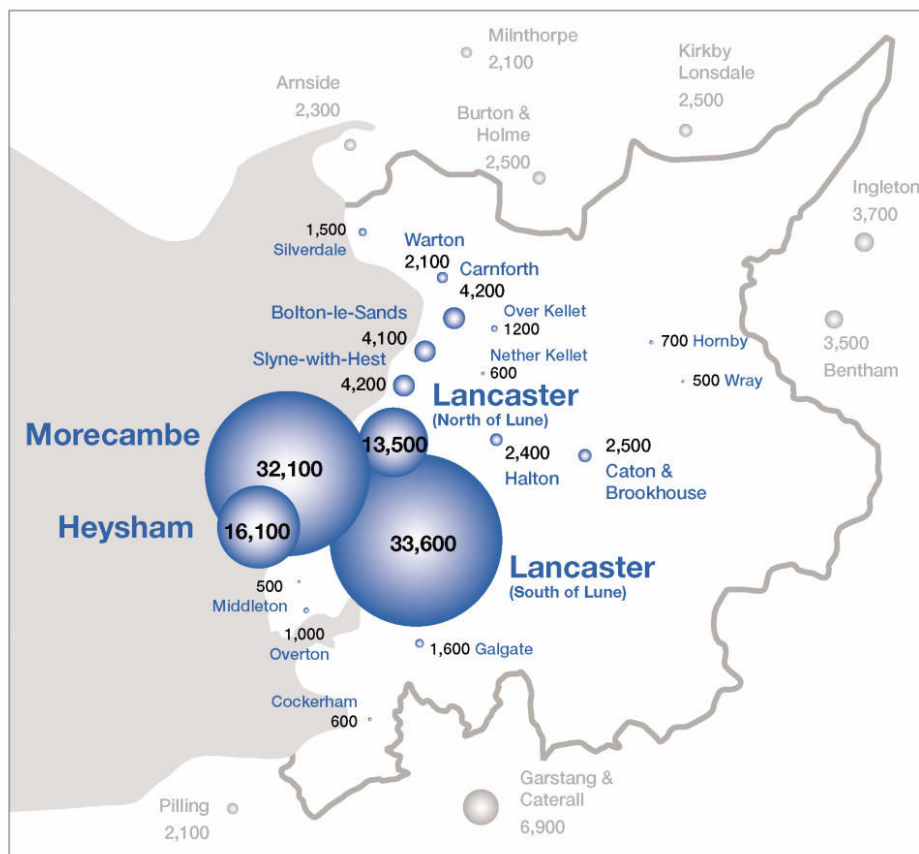 Milnthorpe
2,100
Kirkby
Lonsdale
2,500
Arnside
2,300
Burton &
Holme
2,500
Ingleton
3,700
1,500
Silverdale
Warton
2,100
Carnforth
4,200
Bolton-le-Sands
4,100
Over Kellet
1200
700 Hornby
3,500
Bentham
Slyne-with-Hest
4,200
Nether Kellet
600
500 Wray
Lancaster
(North of Lune)
13,500
Morecambe
32,100
2,400
Halton
2,500
Caton &
Brookhouse
Heysham
16,100
33,600
Lancaster
(South of Lune)
500
Middleton
1,000
Overton
1,600 Galgate
Cockerham
600
Pilling
2,100
Garstang &
Caterall
6,900